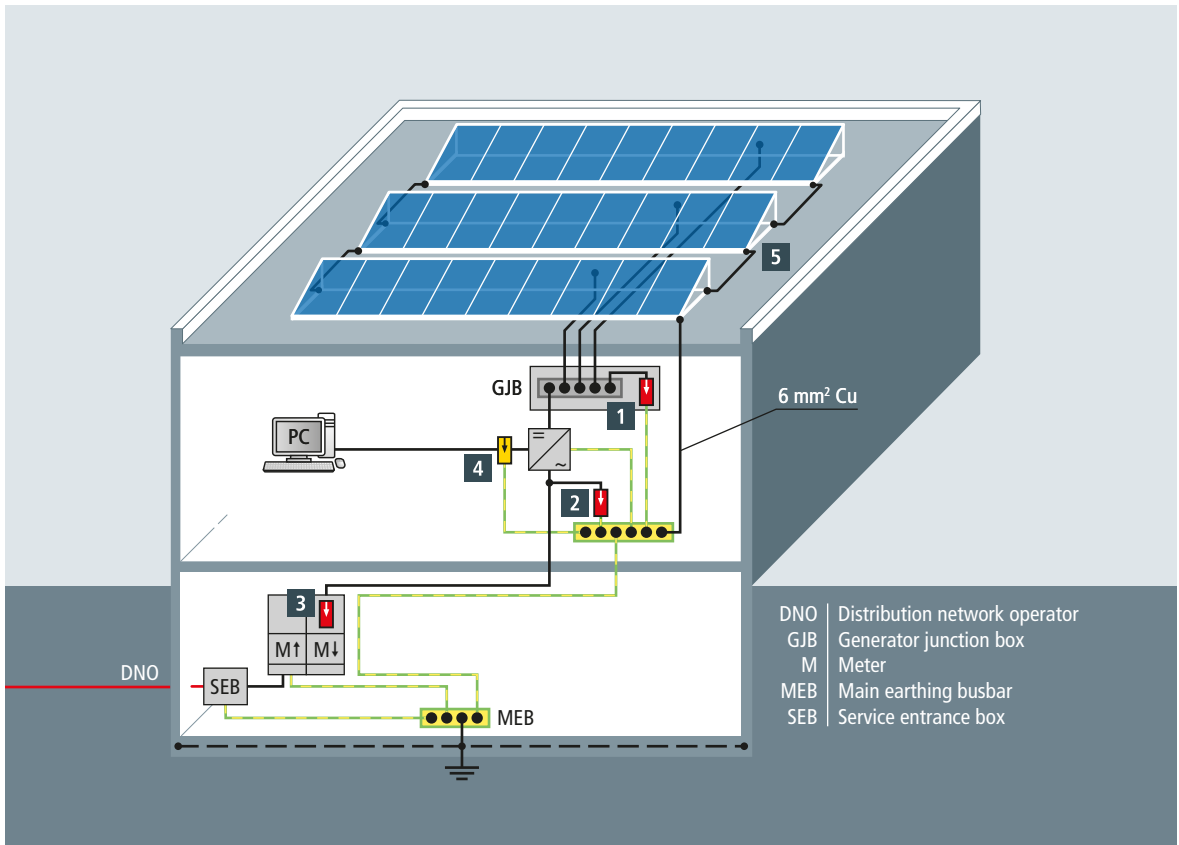 5
GJB
1
6 mm² Cu
PC
=
~
4
2
3
M↑ M↓
DNO
SEB
MEB
DNO Distribution network operator
GJB Generator junction box
M Meter
MEB Main earthing busbar
SEB Service entrance box